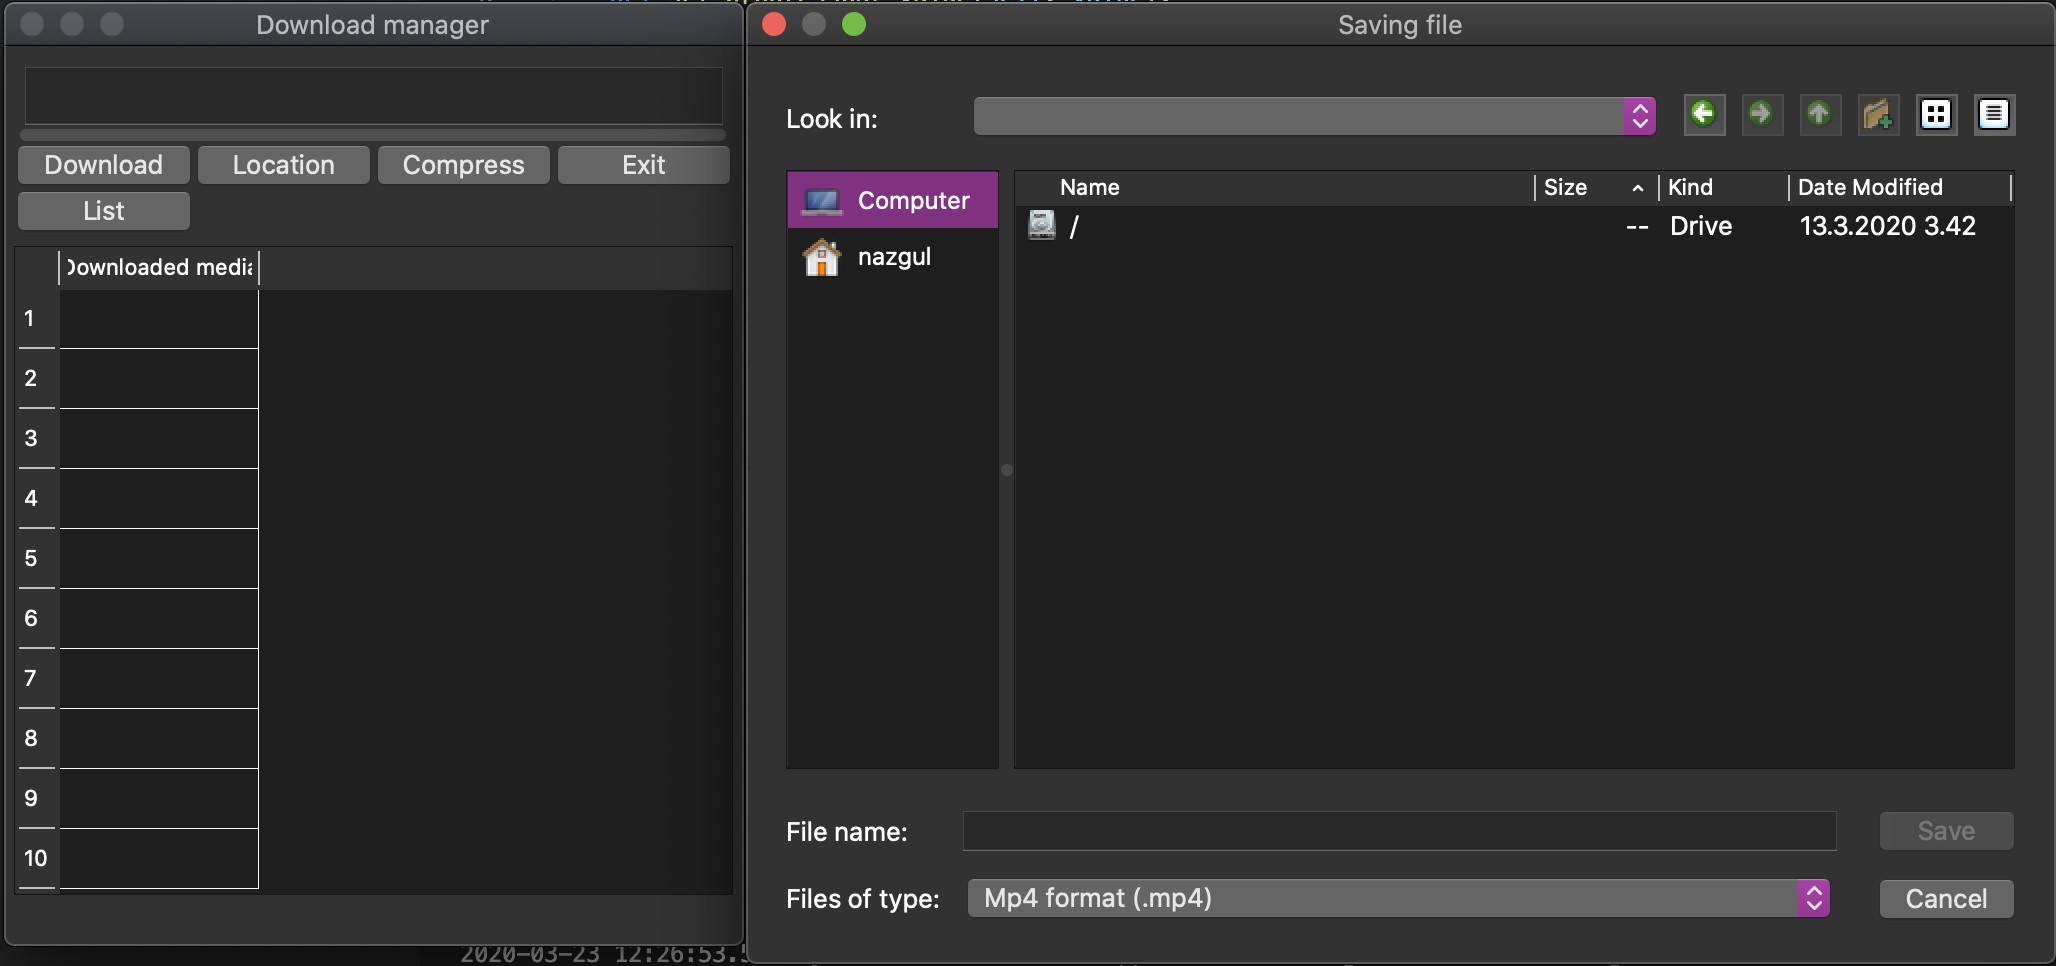 Download manager
Download
Location
Compress
Exit
List
Downloaded media
1
2
3
4
5
6
7
8
9
10
2020-03-23 12:26:53.
Saving file
Look in:
Computer
nazgul
Name Size Kind Date Modified
/ -- Drive 13.3.2020 3.42
File name:
Save
Files of type: Mp4 format (.mp4)
Cancel